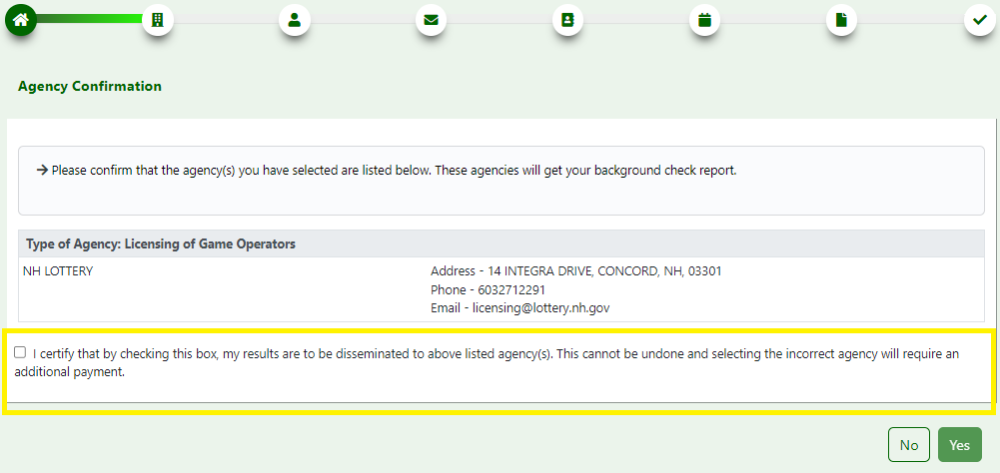 Agency Confirmation
→ Please confirm that the agency(s) you have selected are listed below. These agencies will get your background check report.
Type of Agency: Licensing of Game Operators
NH LOTTERY
Address - 14 INTEGRA DRIVE, CONCORD, NH, 03301
Phone - 6032712291
Email - licensing@lottery.nh.gov
I certify that by checking this box, my results are to be disseminated to above listed agency(s). This cannot be undone and selecting the incorrect agency will require an
additional payment.
No
Yes